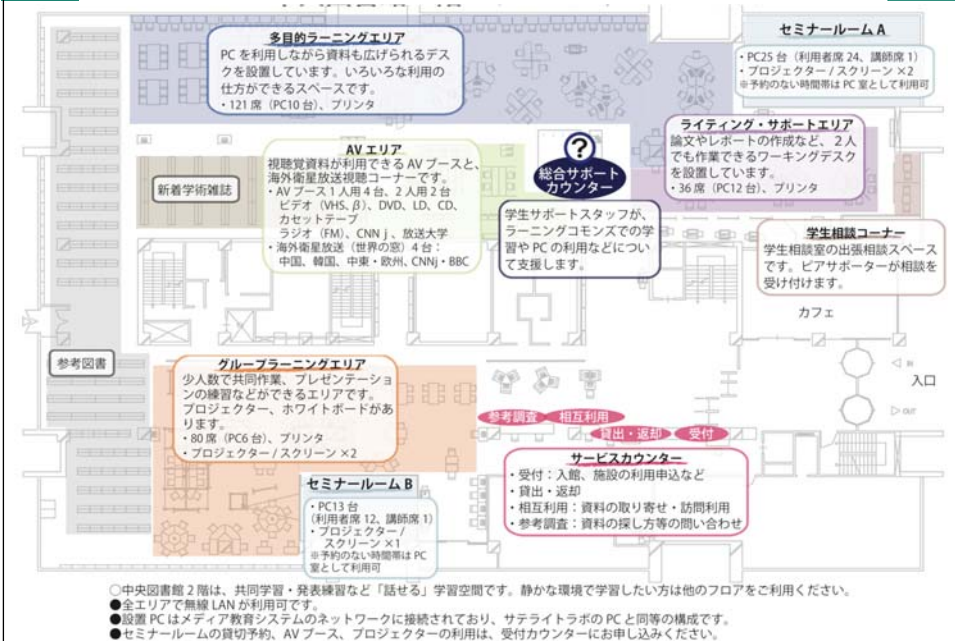 多目的ラーニングエリア
PC を利用しながら資料も広げられるデス
クを設置しています。いろいろな利用の
仕方ができるスペースです。
・121 席（PC10 台）、プリンタ
セミナールーム A
・PC25 台（利用者席 24、講師席 1）
・プロジェクター / スクリーン ×2
※予約のない時間帯は PC 室として利用可
ライティング・サポートエリア
論文やレポートの作成など、２人
でも作業できるワーキングデスク
を設置しています。
・36 席（PC12 台）、プリンタ
AV エリア
視聴覚資料が利用できる AV ブースと、
海外衛星放送視聴コーナーです。
・AV ブース 1 人用 4 台、2 人用 2 台
ビデオ（VHS、β）、DVD、LD、CD、
カセットテープ
ラジオ（FM）、CNN j 、放送大学
・海外衛星放送（世界の窓）4 台：
中国、韓国、中東・欧州、CNNj・BBC
新着学術雑誌
?
総合サポート
カウンター
学生サポートスタッフが、
ラーニングコモンズでの学
習や PC の利用などについ
て支援します。
学生相談コーナー
学生相談室の出張相談スペース
です。ピアサポーターが相談を
受け付けます。
カフェ
参考図書
IN
入口
OUT
グループラーニングエリア
少人数で共同作業、プレゼンテーショ
ンの練習などができるエリアです。
プロジェクター、ホワイトボードがあ
ります。
・80 席（PC6 台）、プリンタ
・プロジェクター / スクリーン ×2
参考調査
相互利用
貸出・返却
受付
サービスカウンター
・受付：入館、施設の利用申込など
・貸出・返却
・相互利用：資料の取り寄せ・訪問利用
・参考調査：資料の探し方等の問い合わせ
セミナールーム B
・PC13 台
（利用者席 12、講師席 1）
・プロジェクター /
スクリーン ×1
※予約のない時間帯は PC
室として利用可
○中央図書館 2 階は、共同学習・発表練習など「話せる」学習空間です。静かな環境で学習したい方は他のフロアをご利用ください。
●全エリアで無線 LAN が利用可です。
●設置 PC はメディア教育システムのネットワークに接続されており、サテライトラボの PC と同等の構成です。
●セミナールームの貸切予約、AV ブース、プロジェクターの利用は、受付カウンターにお申し込みください。